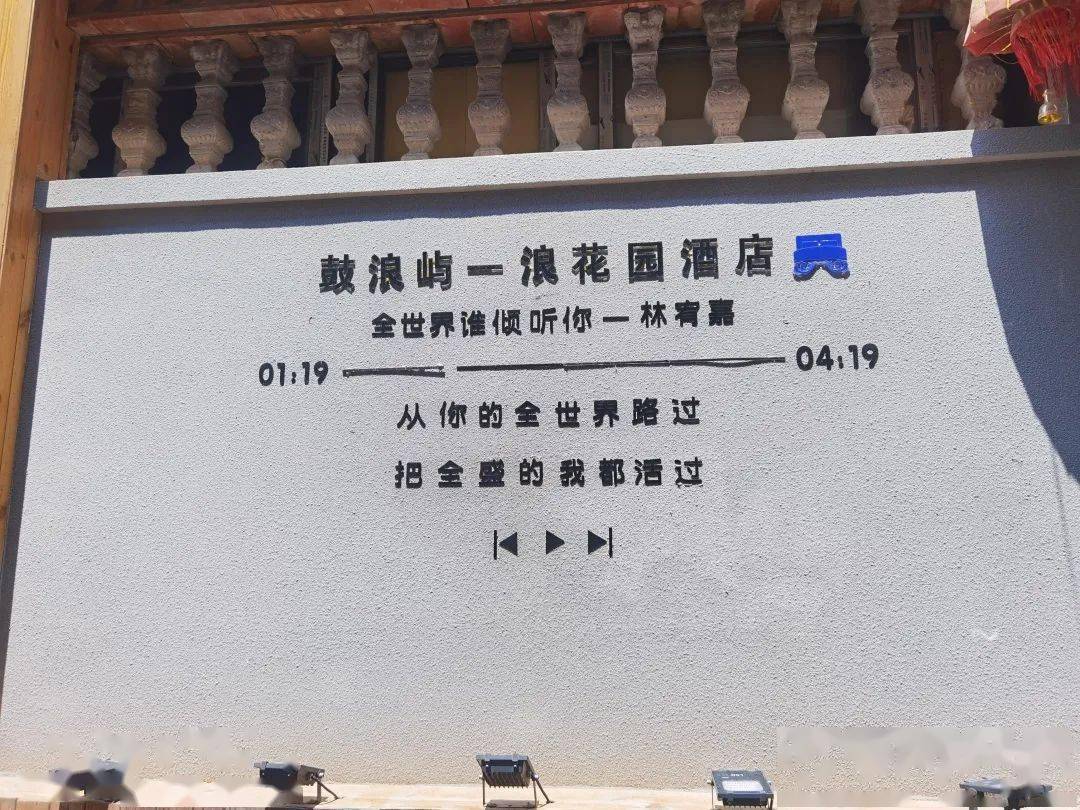 鼓浪屿一浪花园酒店
全世界谁倾听你—林宥嘉
01:19 04:19
从你的全世界路过
把全盛的我都活过